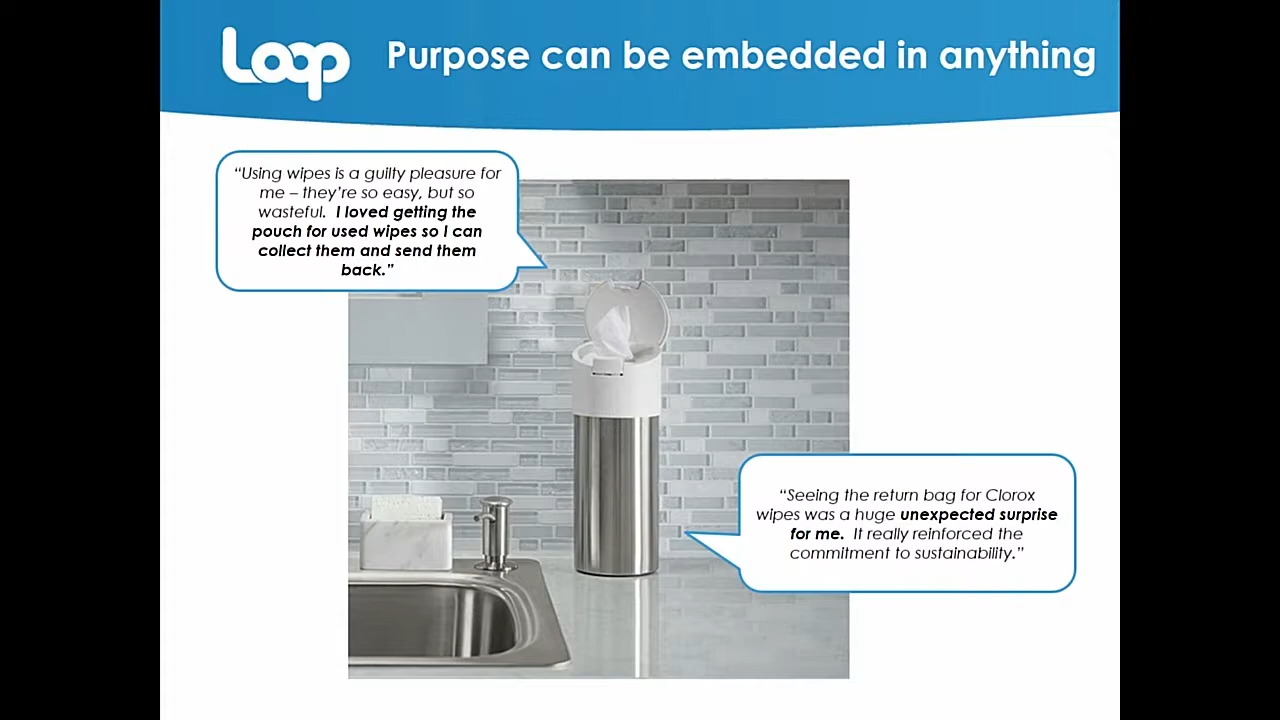 Loop
Purpose can be embedded in anything
“Using wipes is a guilty pleasure for
me – they’re so easy, but so
wasteful.  I loved getting the
pouch for used wipes so I can
collect them and send them
back.”
“Seeing the return bag for Clorox
wipes was a huge unexpected surprise
for me.  It really reinforced the
commitment to sustainability.”